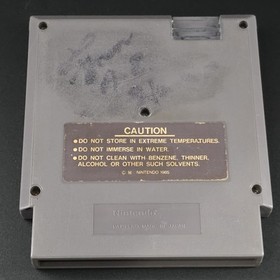 CAUTION
●DO NOT STORE IN EXTREME TEMPERATURES.
●DO NOT IMMERSE IN WATER.
●DO NOT CLEAN WITH BENZENE, THINNER,
ALCOHOL OR OTHER SUCH SOLVENTS.
NINTENDO 1985
Nintendo